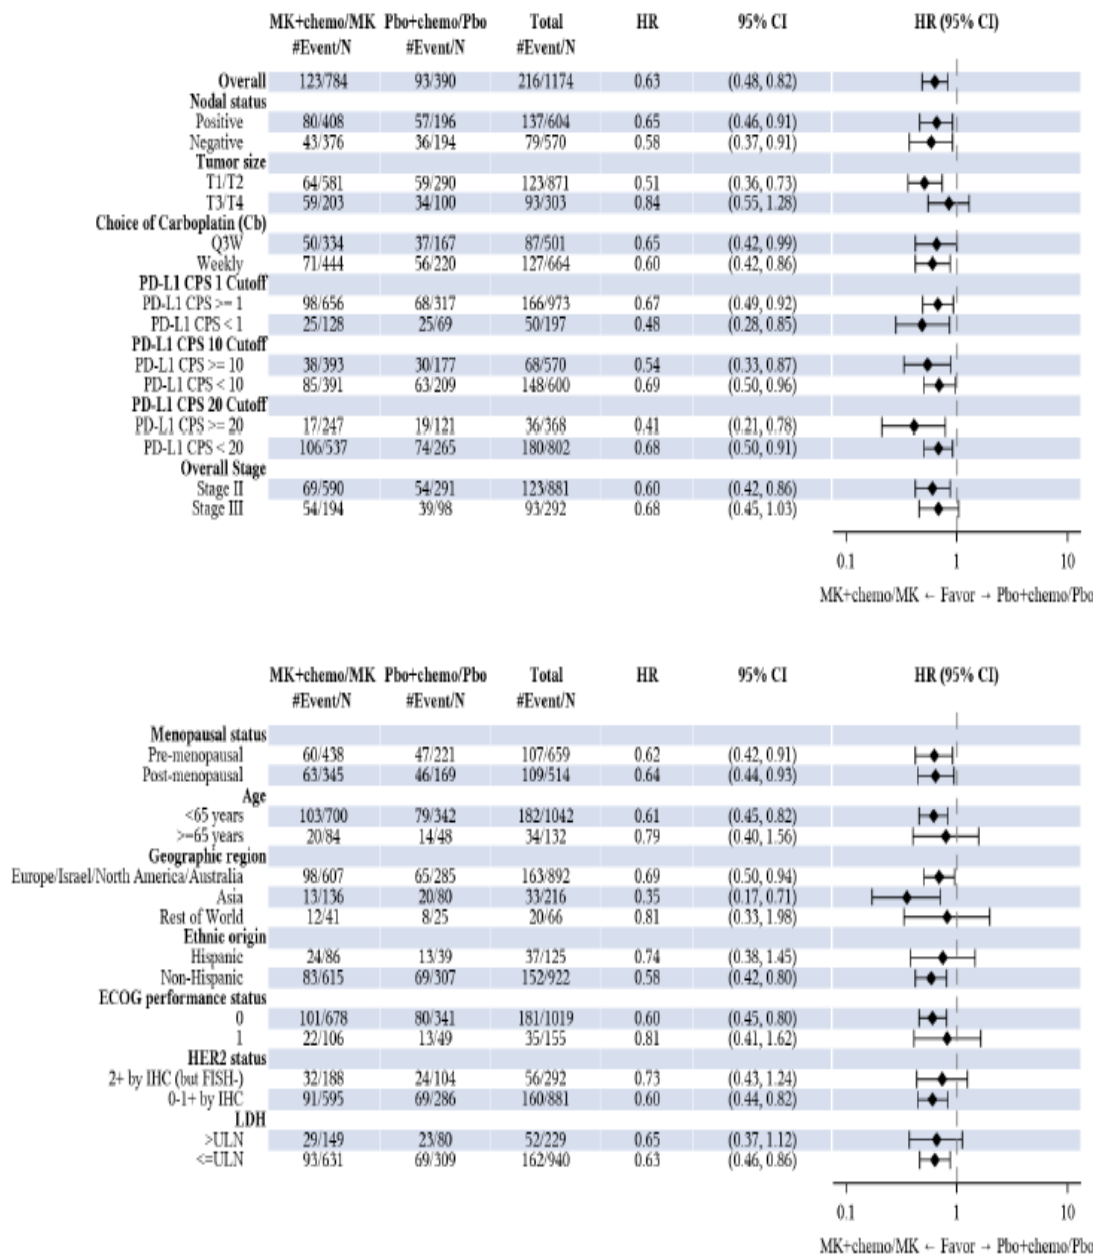 MK+chemo/MK Pbo+chemo/Pbo Total HR 95% CI HR (95% CI)
#Event/N #Event/N #Event/N
Overall 123/784 93/390 216/1174 0.63 (0.48, 0.82)
Nodal status
Positive 80/408 57/196 137/604 0.65 (0.46, 0.91)
Negative 43/376 36/194 79/570 0.58 (0.37, 0.91)
Tumor size
T1/T2 64/581 59/290 123/871 0.51 (0.36, 0.73)
T3/T4 59/203 34/100 93/303 0.84 (0.55, 1.28)
Choice of Carboplatin (Cb)
Q3W 50/334 37/167 87/501 0.65 (0.42, 0.99)
Weekly 71/444 56/220 127/664 0.60 (0.42, 0.86)
PD-L1 CPS 1 Cutoff
PD-L1 CPS >= 1 98/656 68/317 166/973 0.67 (0.49, 0.92)
PD-L1 CPS < 1 25/128 25/69 50/197 0.48 (0.28, 0.85)
PD-L1 CPS 10 Cutoff
PD-L1 CPS >= 10 38/393 30/177 68/570 0.54 (0.33, 0.87)
PD-L1 CPS < 10 85/391 63/209 148/600 0.69 (0.50, 0.96)
PD-L1 CPS 20 Cutoff
PD-L1 CPS >= 20 17/247 19/121 36/368 0.41 (0.21, 0.78)
PD-L1 CPS < 20 106/537 74/265 180/802 0.68 (0.50, 0.91)
Overall Stage
Stage II 69/590 54/291 123/881 0.60 (0.42, 0.86)
Stage III 54/194 39/98 93/292 0.68 (0.45, 1.03)
0.1 1 10
MK+chemo/MK ← Favor → Pbo+chemo/Pbo
MK+chemo/MK Pbo+chemo/Pbo Total HR 95% CI HR (95% CI)
#Event/N #Event/N #Event/N
Menopausal status
Pre-menopausal 60/438 47/221 107/659 0.62 (0.42, 0.91)
Post-menopausal 63/345 46/169 109/514 0.64 (0.44, 0.93)
Age
<65 years 103/700 79/342 182/1042 0.61 (0.45, 0.82)
>=65 years 20/84 14/48 34/132 0.79 (0.40, 1.56)
Geographic region
Europe/Israel/North America/Australia 98/607 65/285 163/892 0.69 (0.50, 0.94)
Asia 13/136 20/80 33/216 0.35 (0.17, 0.71)
Rest of World 12/41 8/25 20/66 0.81 (0.33, 1.98)
Ethnic origin
Hispanic 24/86 13/39 37/125 0.74 (0.38, 1.45)
Non-Hispanic 83/615 69/307 152/922 0.58 (0.42, 0.80)
ECOG performance status
0 101/678 80/341 181/1019 0.60 (0.45, 0.80)
1 22/106 13/49 35/155 0.81 (0.41, 1.62)
HER2 status
2+ by IHC (but FISH-) 32/188 24/104 56/292 0.73 (0.43, 1.24)
0-1+ by IHC 91/595 69/286 160/881 0.60 (0.44, 0.82)
LDH
>ULN 29/149 23/80 52/229 0.65 (0.37, 1.12)
<=ULN 93/631 69/309 162/940 0.63 (0.46, 0.86)
0.1 1 10
MK+chemo/MK ← Favor → Pbo+chemo/Pbo